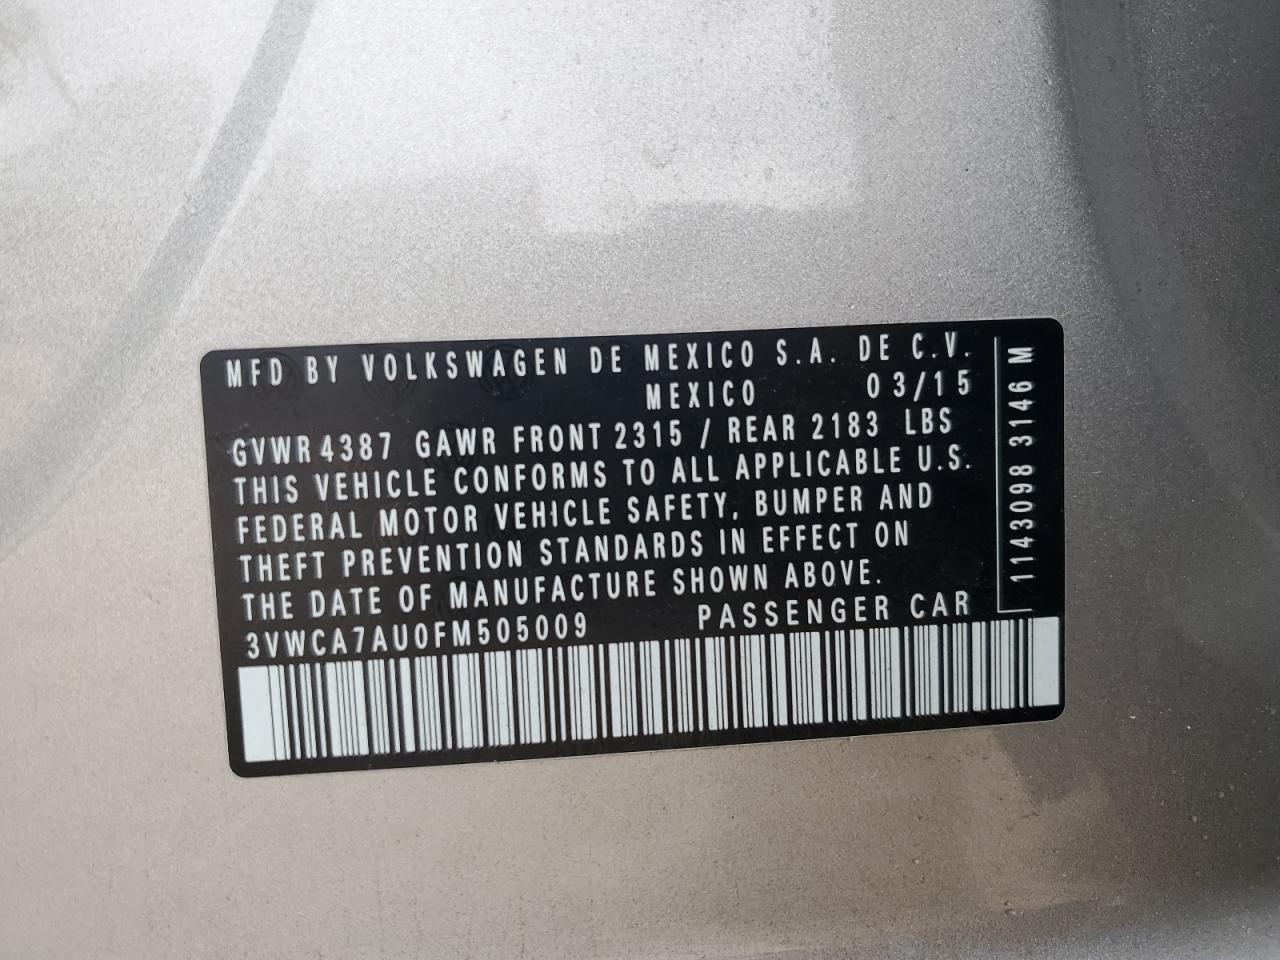 MFD BY VOLKSWAGEN DE MEXICO S.A. DE C.V.
MEXICO 03/15
GVWR 4387 GAWR FRONT 2315 / REAR 2183 LBS
THIS VEHICLE CONFORMS TO ALL APPLICABLE U.S.
FEDERAL MOTOR VEHICLE SAFETY, BUMPER AND
THEFT PREVENTION STANDARDS IN EFFECT ON
THE DATE OF MANUFACTURE SHOWN ABOVE.
3VWCA7AU0FM505009 PASSENGER CAR
1143098 3146 M